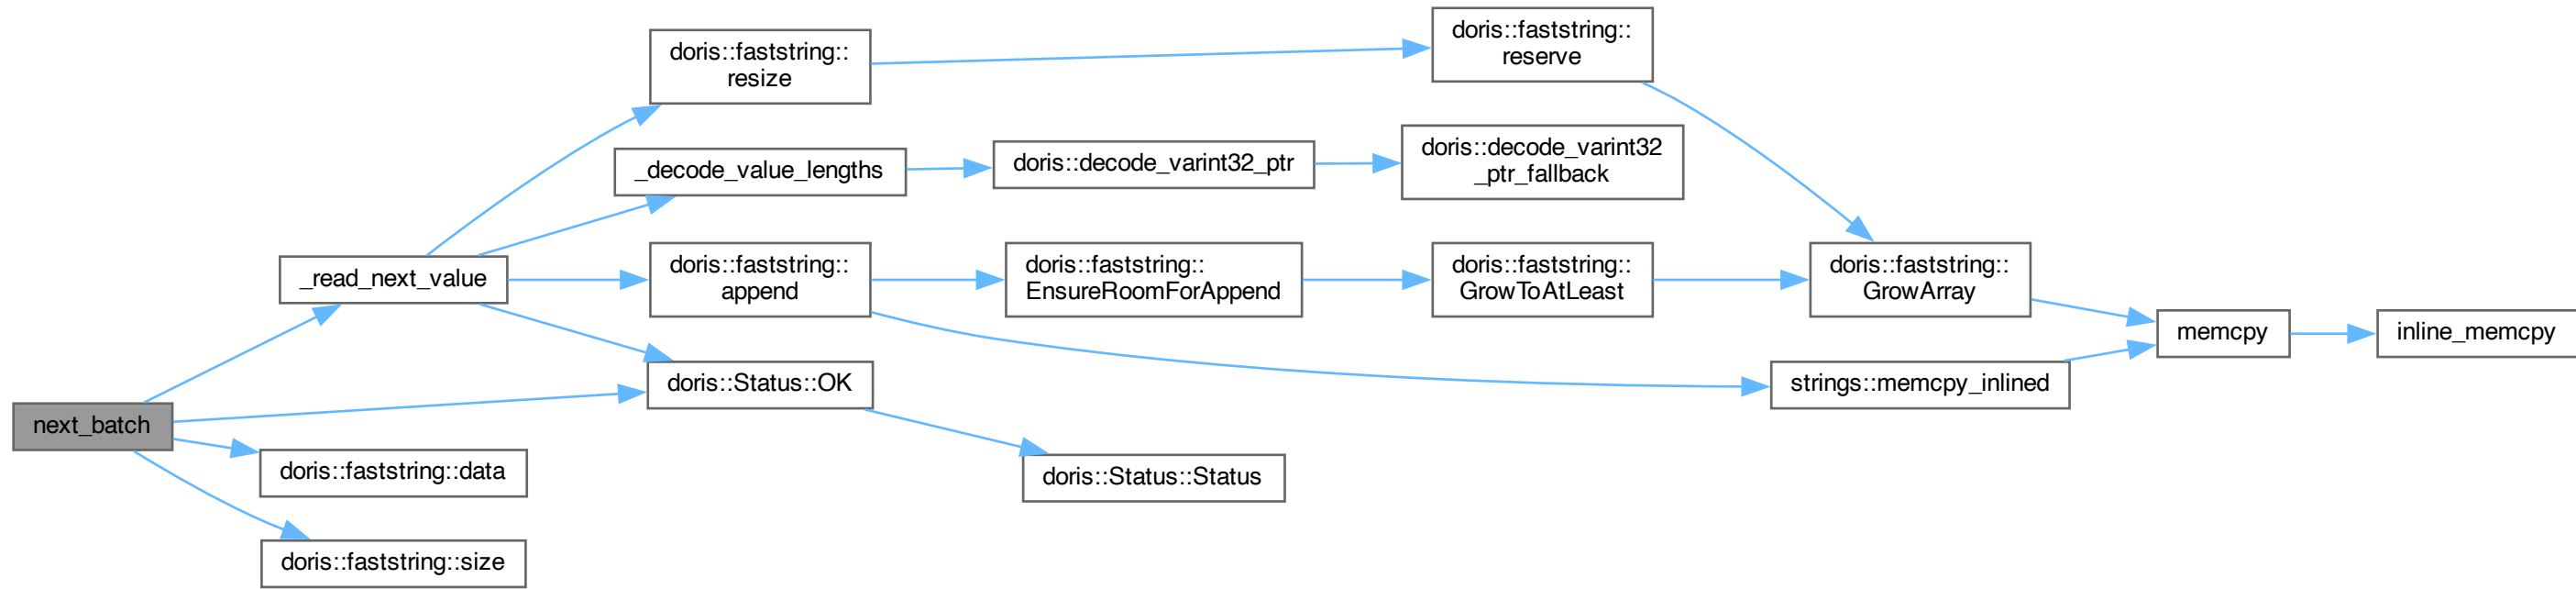 next_batch
_read_next_value
doris::faststring::data
doris::faststring::size
doris::faststring::
resize
_decode_value_lengths
doris::faststring::
append
doris::Status::OK
doris::decode_varint32_ptr
doris::faststring::
EnsureRoomForAppend
doris::Status::Status
doris::faststring::
reserve
doris::decode_varint32
_ptr_fallback
doris::faststring::
GrowToAtLeast
doris::faststring::
GrowArray
strings::memcpy_inlined
memcpy
inline_memcpy